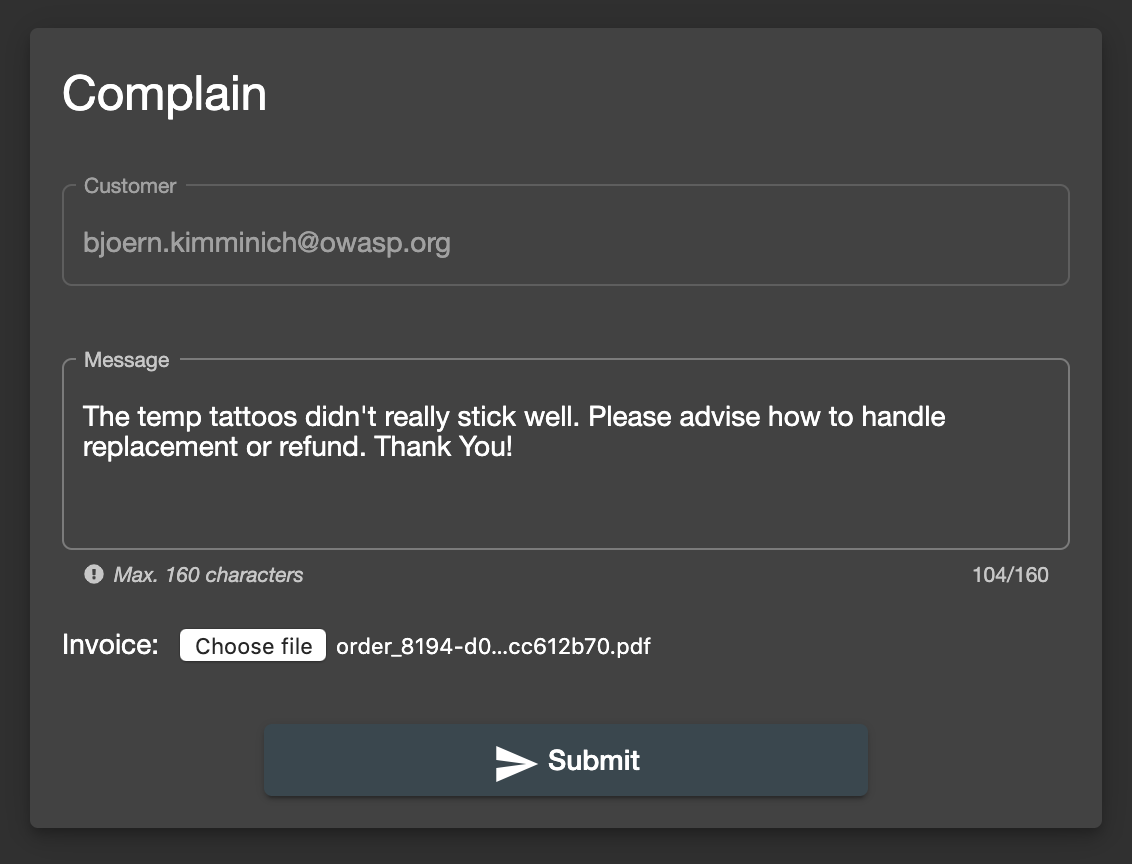 Complain
Customer
bjoern.kimminich@owasp.org
Message
The temp tattoos didn't really stick well. Please advise how to handle
replacement or refund. Thank You!
Max. 160 characters 104/160
Invoice: Choose file order_8194-d0...cc612b70.pdf
Submit